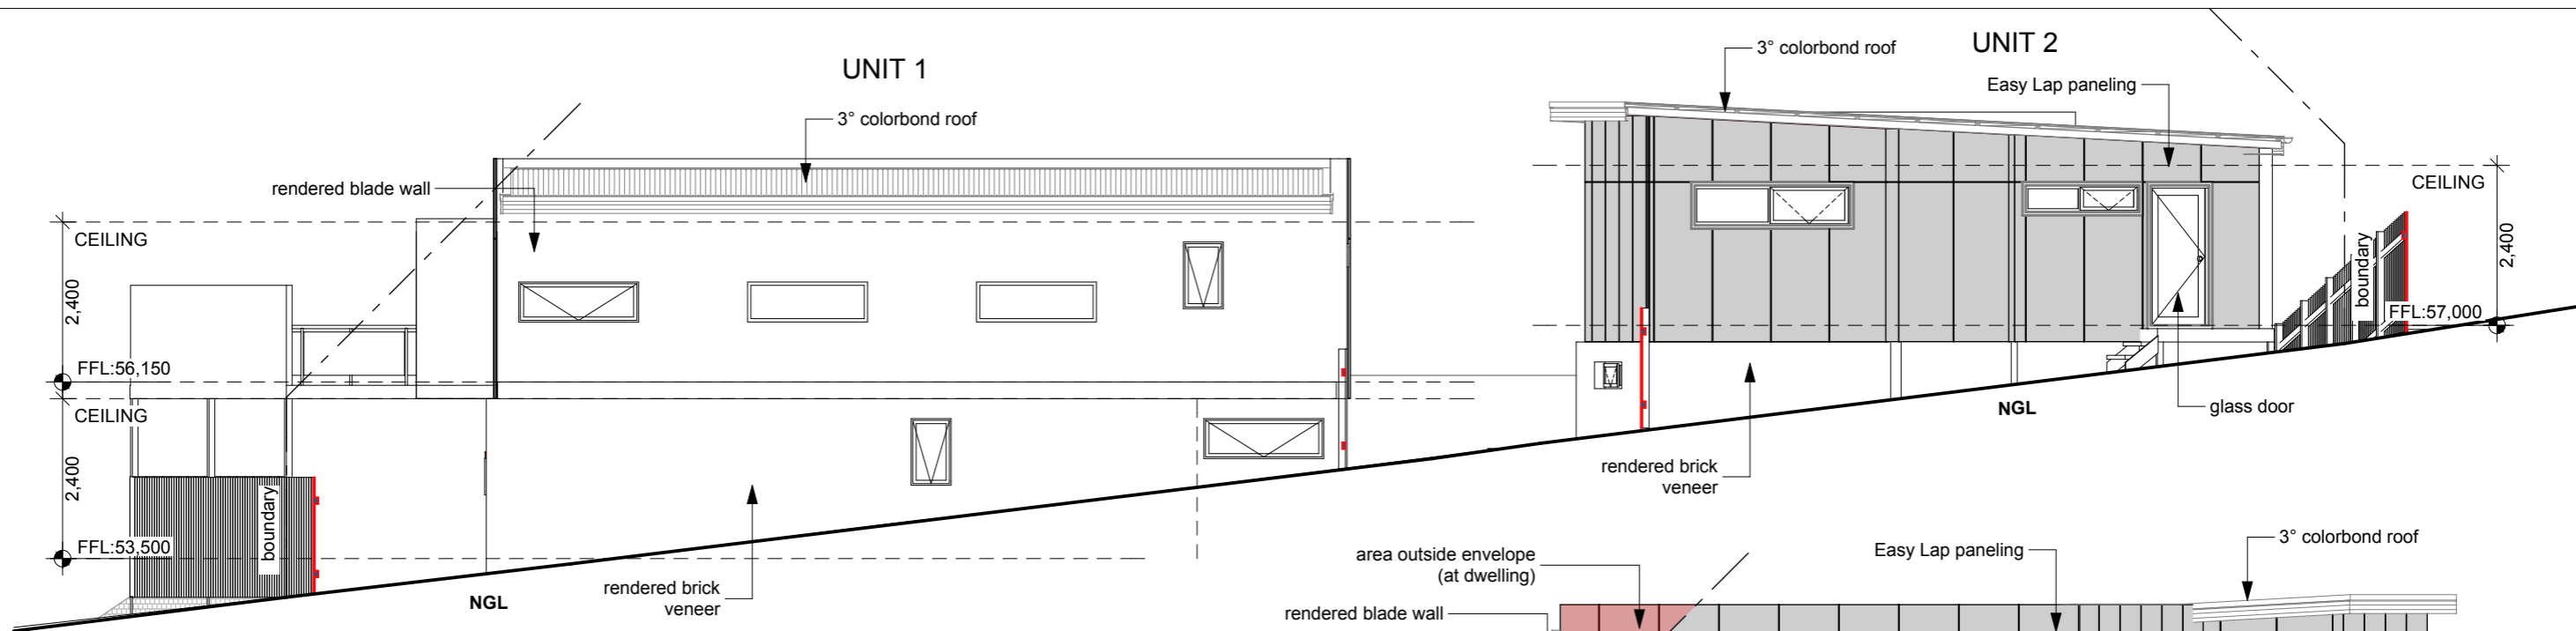 UNIT 1
3° colorbond roof
rendered blade wall
CEILING
2,400
FFL:56,150
CEILING
2,400
FFL:53,500
boundary
NGL
rendered brick
veneer
UNIT 2
3° colorbond roof
Easy Lap paneling
CEILING
2,400
boundary
FFL:57,000
NGL
glass door
rendered brick
veneer
area outside envelope
(at dwelling)
rendered blade wall
Easy Lap paneling
3° colorbond roof